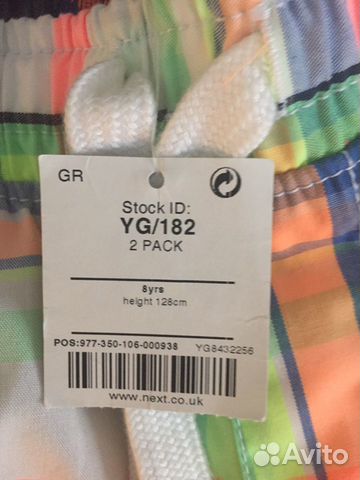 GR
Stock ID:
YG/182
2 PACK
8yrs
height 128cm
POS:977-350-106-000938 YG8432256
www.next.co.uk
Avito